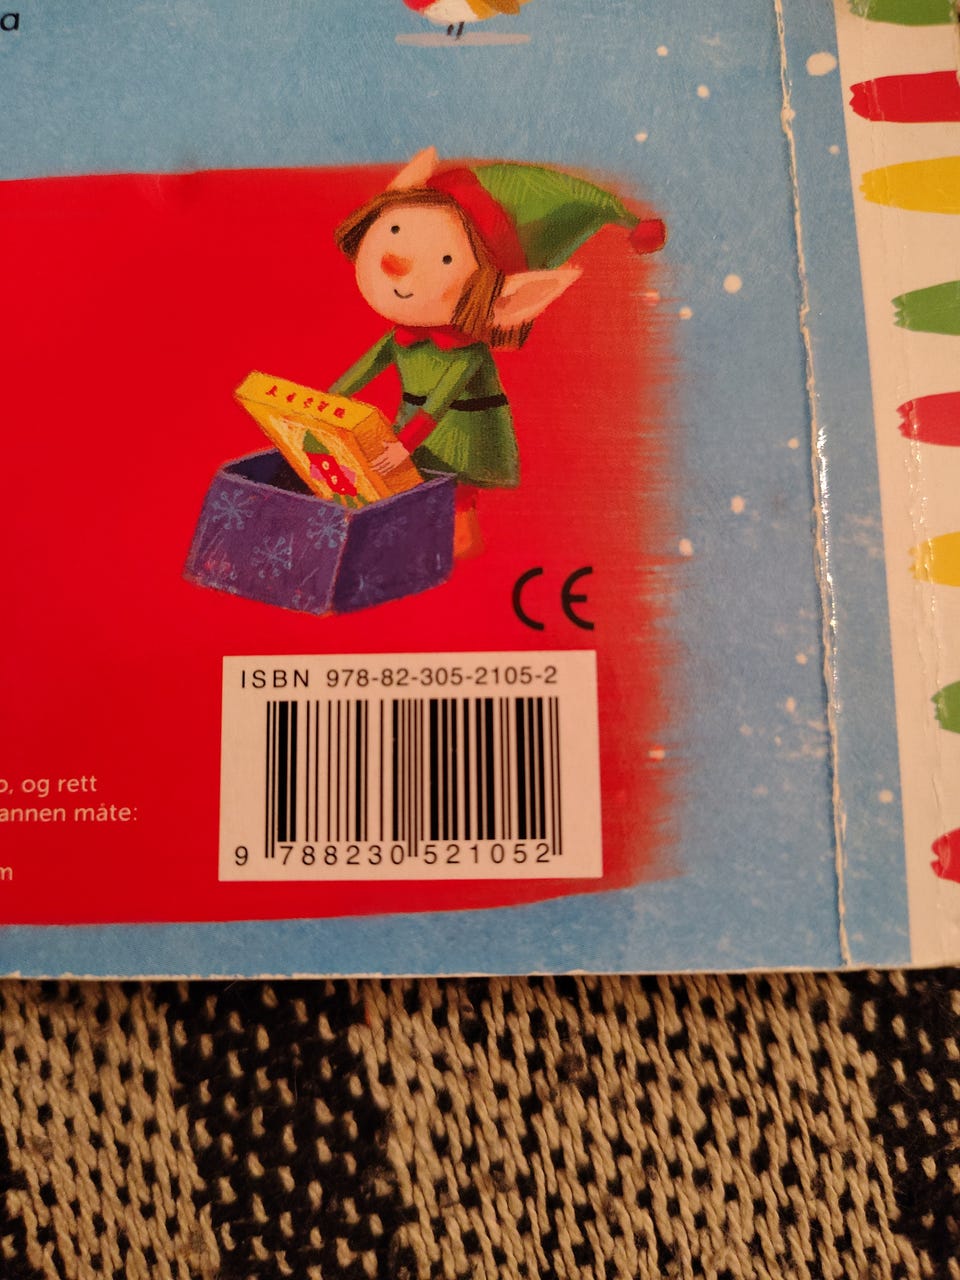 a
CE
ISBN 978-82-305-2105-2
9 788230 521052
o, og rett
annen måte:
m